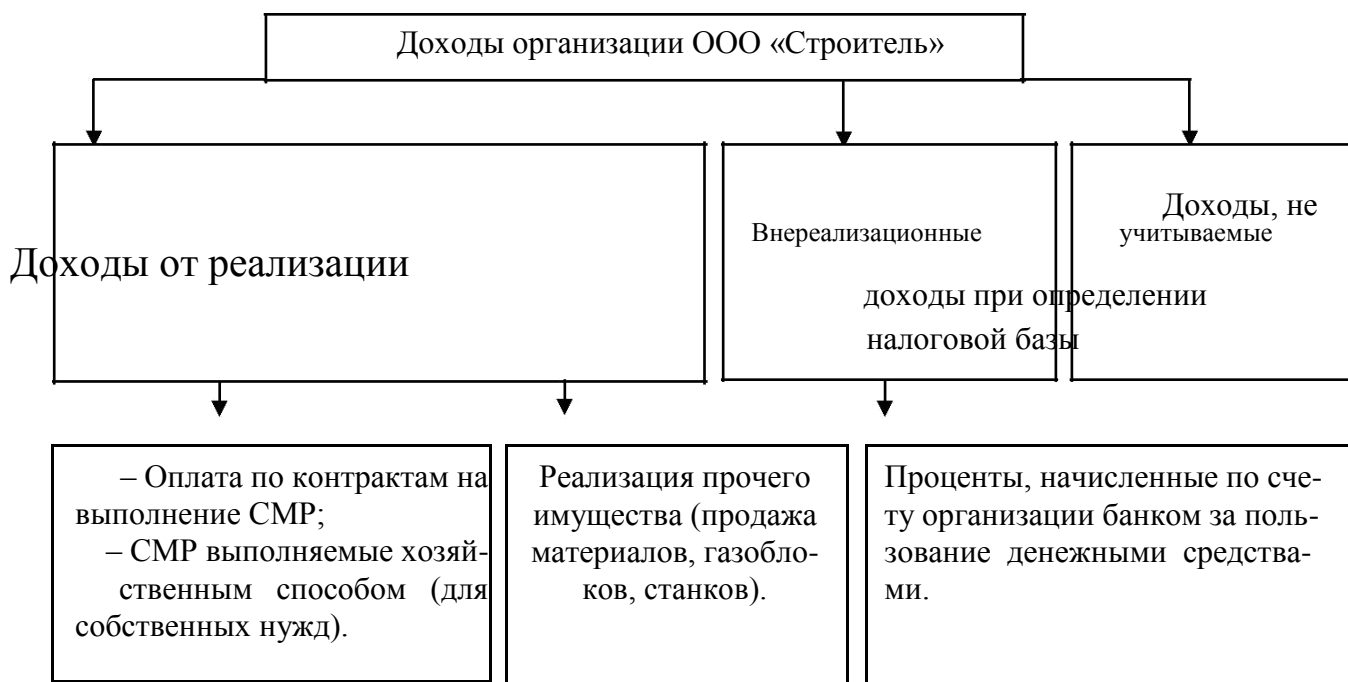 Доходы организации ООО «Строитель»
Доходы от реализации
Внереализационные
доходы при определении
налоговой базы
Доходы, не
учитываемые
– Оплата по контрактам на
выполнение СМР;
– СМР выполняемые хозяй-
ственным способом (для
собственных нужд).
Реализация прочего
имущества (продажа
материалов, газобло-
ков, станков).
Проценты, начисленные по сче-
ту организации банком за поль-
зование денежными средства-
ми.